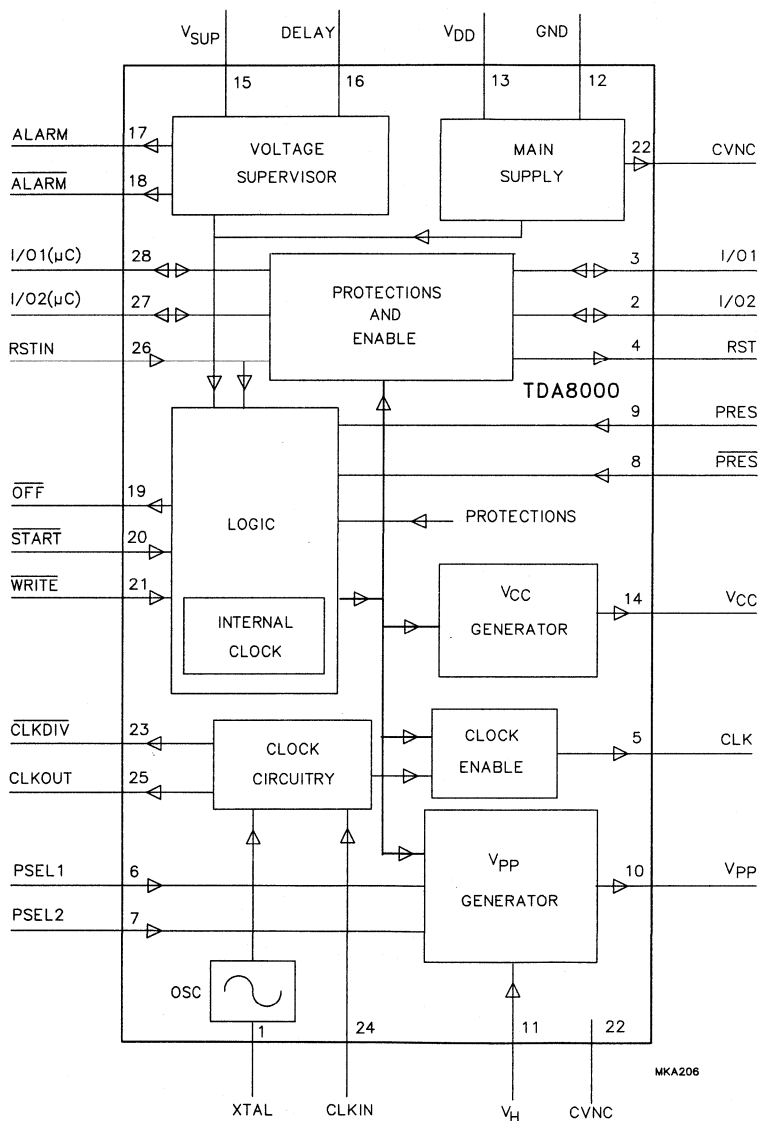 VSUP DELAY VDD GND
15 16 13 12
ALARM 17 VOLTAGE SUPERVISOR MAIN SUPPLY 22 CVNC
ALARM 18
I/O1(μC) 28 3 I/O1
I/O2(μC) 27 PROTECTIONS AND ENABLE 2 I/O2
RSTIN 26 4 RST
TDA8000
9 PRES
8 PRES
OFF 19 LOGIC PROTECTIONS
START 20
WRITE 21 INTERNAL CLOCK VCC GENERATOR 14 VCC
CLKDIV 23 CLOCK CIRCUITRY CLOCK ENABLE 5 CLK
CLKOUT 25
PSEL1 6 VPP GENERATOR 10 VPP
PSEL2 7
OSC
1 24 11 22
MKA206
XTAL CLKIN VH CVNC